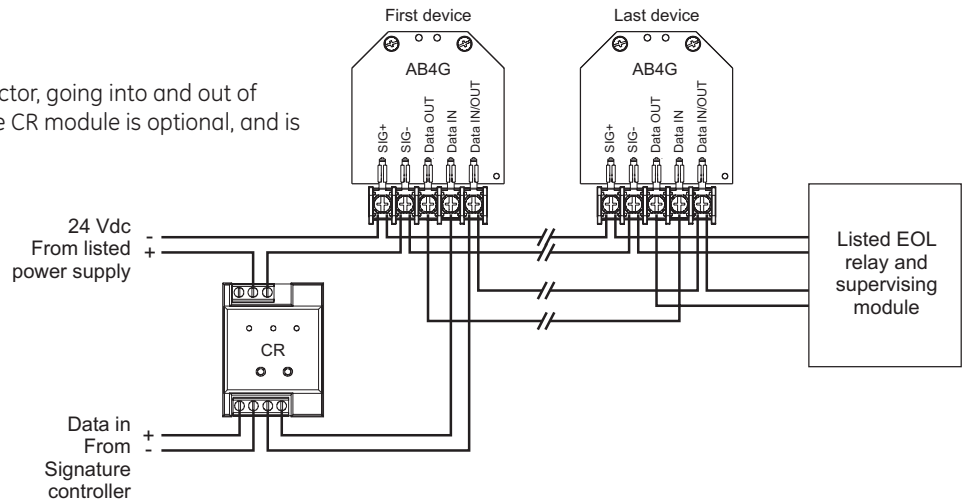 First device
Last device
ctor, going into and out of
e CR module is optional, and is
AB4G
SIG+
SIG-
Data OUT
Data IN
Data IN/OUT
AB4G
SIG+
SIG-
Data OUT
Data IN
Data IN/OUT
24 Vdc
From listed
power supply
-
+
Listed EOL
relay and
supervising
module
CR
Data in
From
Signature
controller
+
-